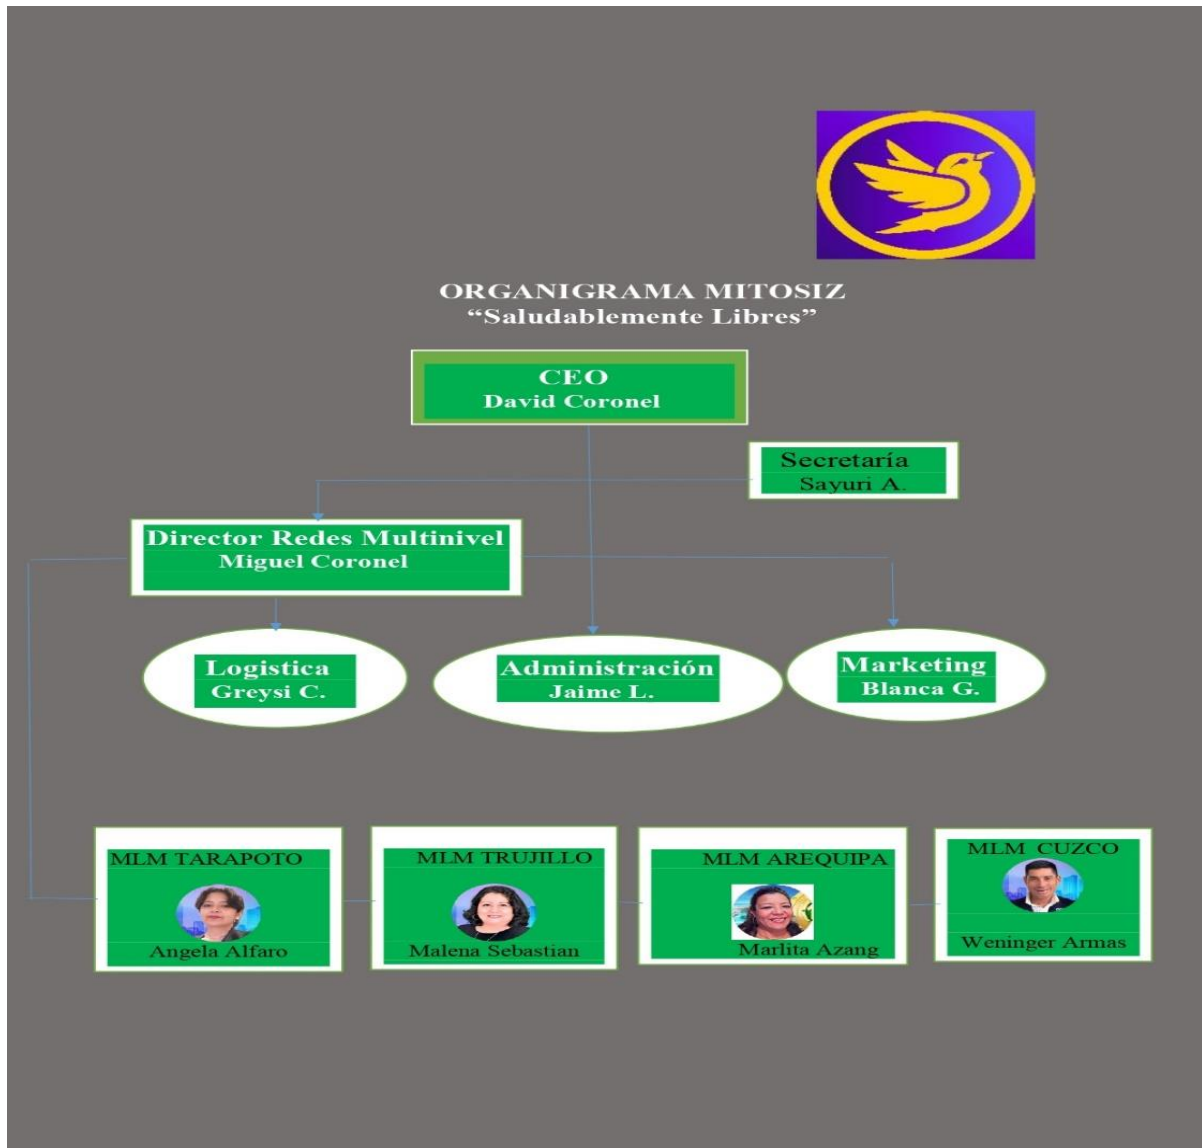 ORGANIGRAMA MITOSIZ
“Saludablemente Libres”
CEO
David Coronel
Secretaría
Sayuri A.
Director Redes Multinivel
Miguel Coronel
Logistica
Greysi C.
Administración
Jaime L.
Marketing
Blanca G.
MLM TARAPOTO
Angela Alfaro
MLM TRUJILLO
Malena Sebastian
MLM AREQUIPA
Marlita Azang
MLM CUZCO
Weninger Armas